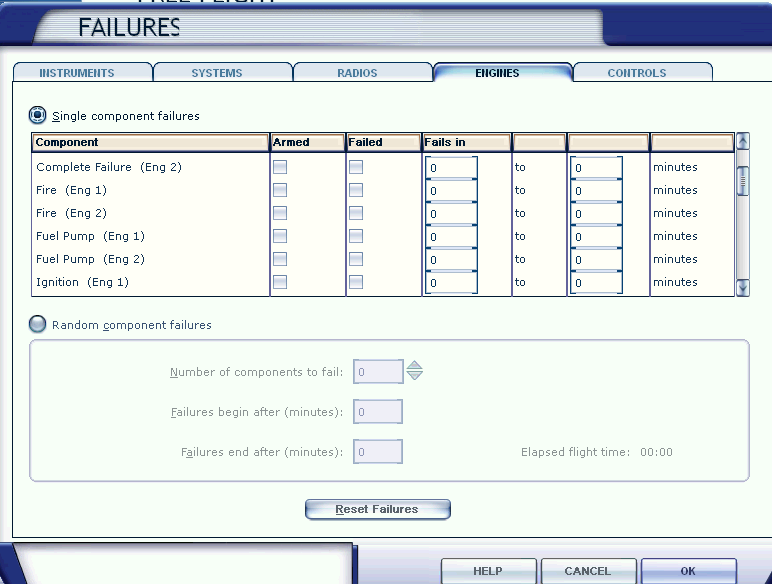 FREE FLIGHT
FAILURES
INSTRUMENTS SYSTEMS RADIOS ENGINES CONTROLS
Single component failures
Component Armed Failed Fails in
Complete Failure (Eng 2) 0 to 0 minutes
Fire (Eng 1) 0 to 0 minutes
Fire (Eng 2) 0 to 0 minutes
Fuel Pump (Eng 1) 0 to 0 minutes
Fuel Pump (Eng 2) 0 to 0 minutes
Ignition (Eng 1) 0 to 0 minutes
Random component failures
Number of components to fail: 0
Failures begin after (minutes): 0
Failures end after (minutes): 0 Elapsed flight time: 00:00
Reset Failures
HELP CANCEL OK